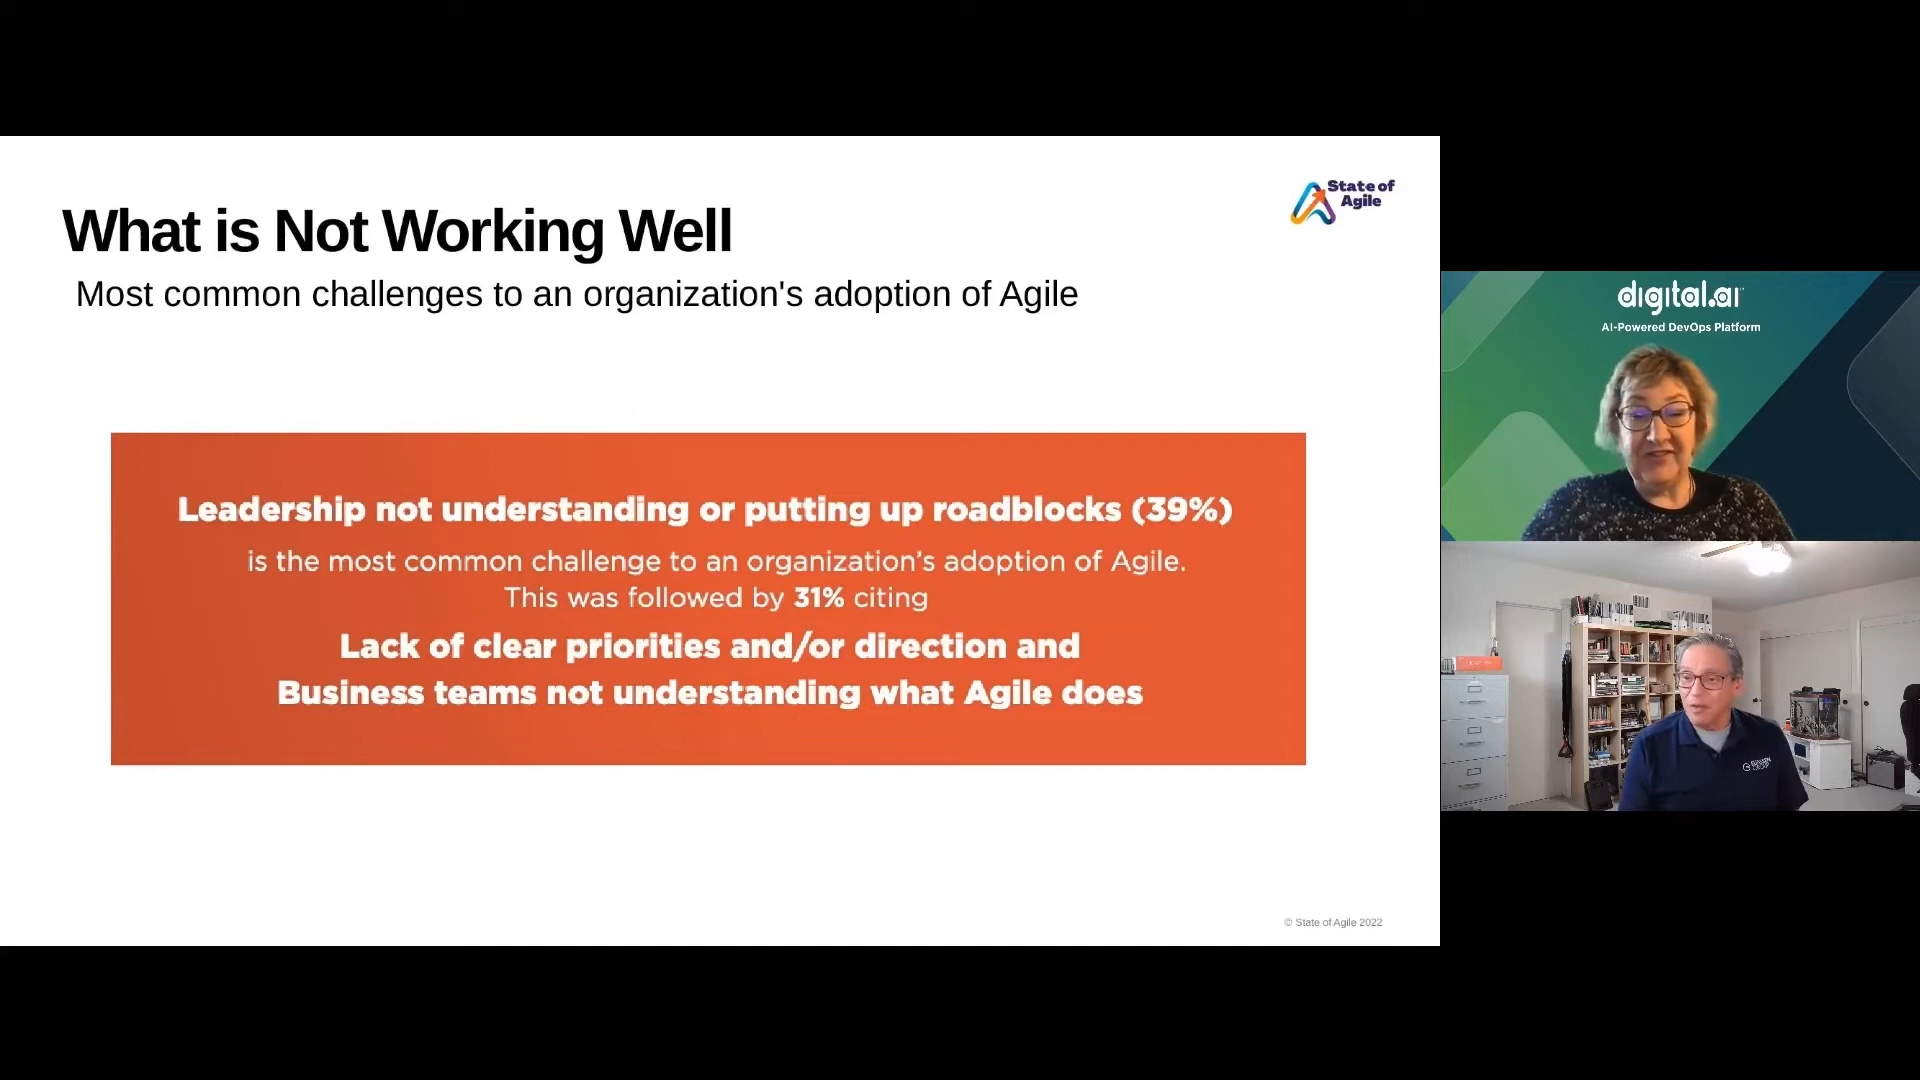 What is Not Working Well
Most common challenges to an organization's adoption of Agile
State of
Agile
Leadership not understanding or putting up roadblocks (39%)
is the most common challenge to an organization’s adoption of Agile.
This was followed by 31% citing
Lack of clear priorities and/or direction and
Business teams not understanding what Agile does
© State of Agile 2022
digital.ai
AI-Powered DevOps Platform